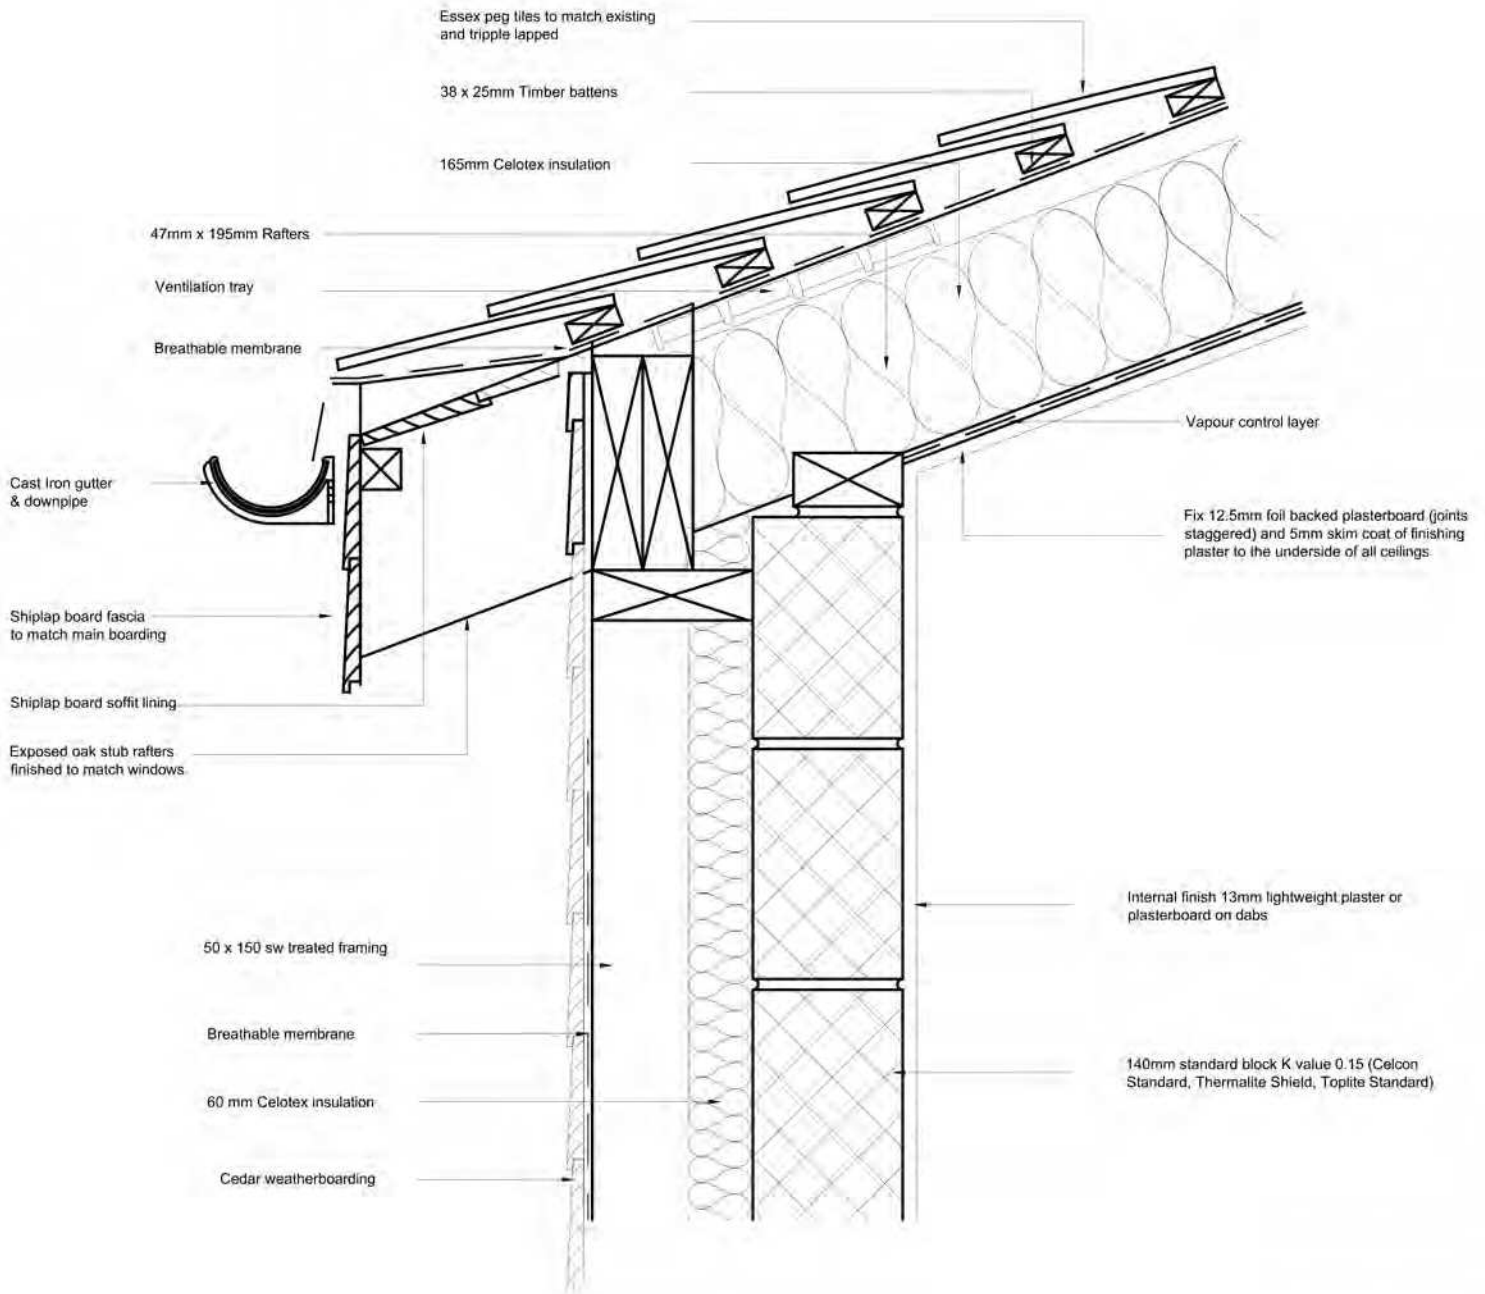 Essex peg tiles to match existing
and tripple lapped
38 x 25mm Timber battens
165mm Celotex insulation
47mm x 195mm Rafters
Ventilation tray
Breathable membrane
Vapour control layer
Cast Iron gutter
& downpipe
Fix 12.5mm foil backed plasterboard (joints
staggered) and 5mm skim coat of finishing
plaster to the underside of all ceilings
Shiplap board fascia
to match main boarding
Shiplap board soffit lining
Exposed oak stub rafters
finished to match windows
Internal finish 13mm lightweight plaster or
plasterboard on dabs
50 x 150 sw treated framing
Breathable membrane
140mm standard block K value 0.15 (Celcon
Standard, Thermalite Shield, Toplite Standard)
60 mm Celotex insulation
Cedar weatherboarding